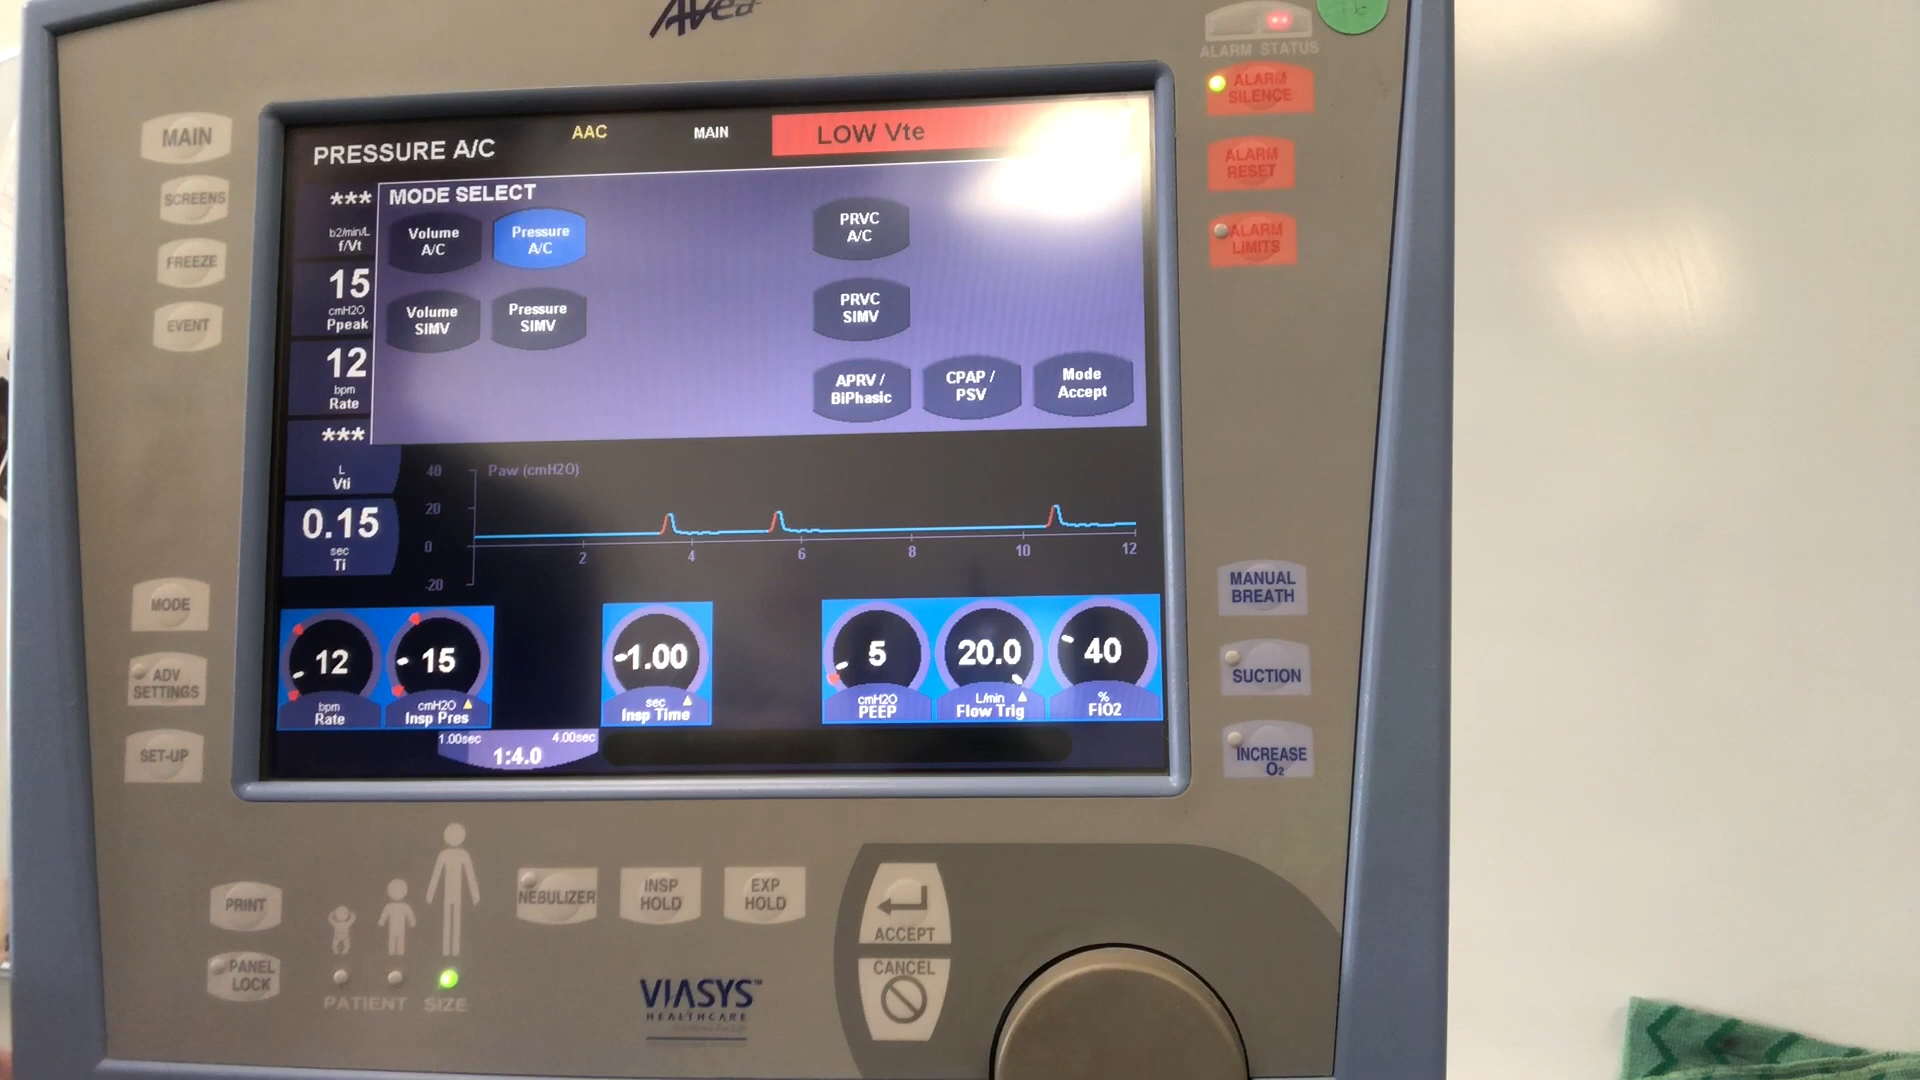 AVea
ALARM STATUS
ALARM
SILENCE
ALARM
RESET
ALARM
LIMITS
MAIN
SCREENS
FREEZE
EVENT
PRESSURE A/C
AAC
MAIN
LOW Vte
MODE SELECT
Volume
A/C
Pressure
A/C
PRVC
A/C
Volume
SIMV
Pressure
SIMV
PRVC
SIMV
APRV /
BiPhasic
CPAP /
PSV
Mode
Accept
***
b2/min/L
f/Vt
15
cmH2O
Ppeak
12
bpm
Rate
***
L
Vti
0.15
sec
Ti
Paw (cmH2O)
40
20
0
-20
2
4
6
8
10
12
12
bpm
Rate
15
cmH2O
Insp Pres
1.00
sec
Insp Time
5
cmH2O
PEEP
20.0
L/min
Flow Trig
40
%
FiO2
1.00sec
4.00sec
1:4.0
MODE
ADV
SETTINGS
SET-UP
MANUAL
BREATH
SUCTION
INCREASE
O2
PRINT
PANEL
LOCK
PATIENT SIZE
NEBULIZER
INSP
HOLD
EXP
HOLD
ACCEPT
CANCEL
VIASYS™
HEALTHCARE